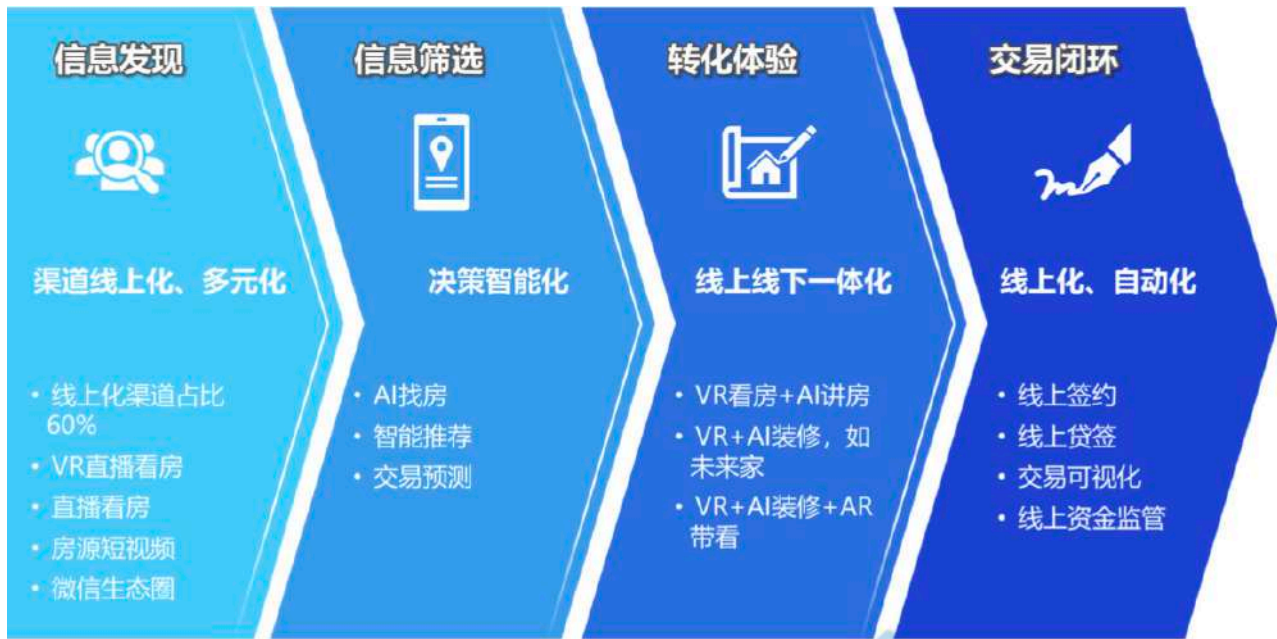 信息发现
渠道线上化、多元化
• 线上化渠道占比
60%
• VR直播看房
• 直播看房
• 房源短视频
• 微信生态圈
信息筛选
决策智能化
• AI找房
• 智能推荐
• 交易预测
转化体验
线上线下一体化
• VR看房+AI讲房
• VR+AI装修，如
未来家
• VR+AI装修+AR
带看
交易闭环
线上化、自动化
• 线上签约
• 线上贷签
• 交易可视化
• 线上资金监管